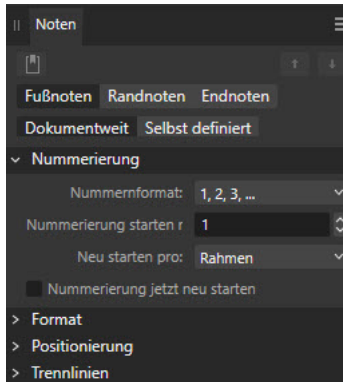 Noten
Fußnoten Randnoten Endnoten
Dokumentweit Selbst definiert
Nummerierung
Nummernformat: 1, 2, 3, ...
Nummerierung starten r 1
Neu starten pro: Rahmen
Nummerierung jetzt neu starten
Format
Positionierung
Trennlinien